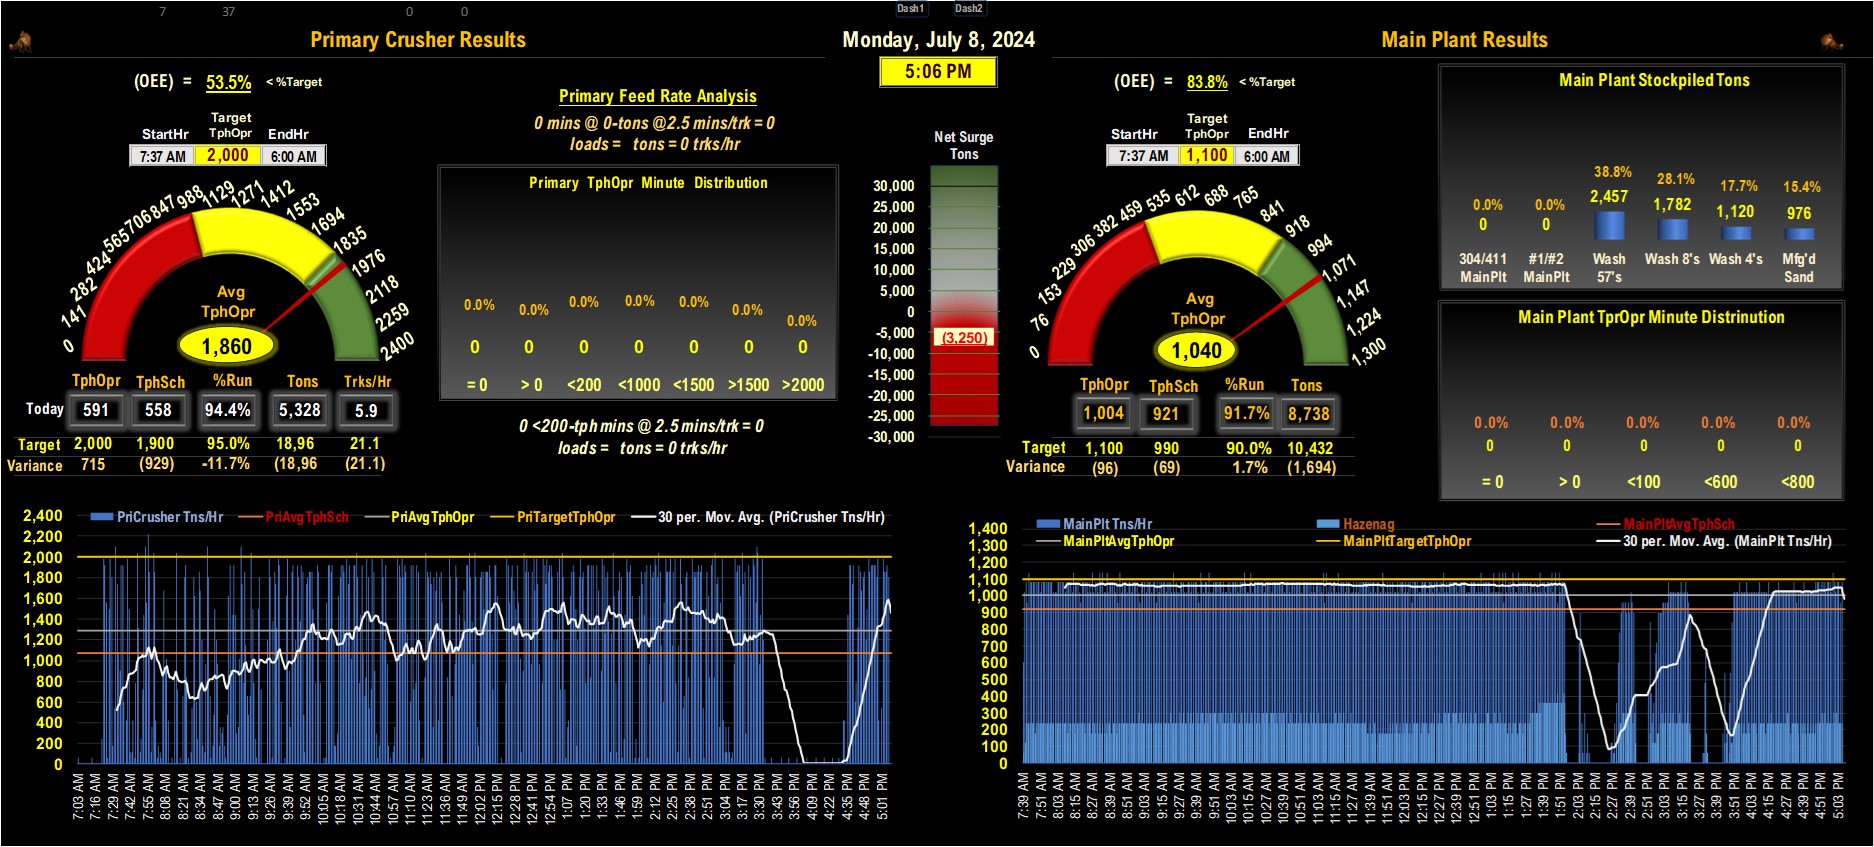 7 37 0 0 Dash1 Dash2
Primary Crusher Results
Monday, July 8, 2024
Main Plant Results
5:06 PM
(OEE) = 53.5% < %Target
Target
StartHr TphOpr EndHr
7:37 AM 2,000 6:00 AM
0 141 282 424 565 706 847 988 1129 1271 1412 1553 1694 1835 1976 2118 2259 2400
Avg
TphOpr
1,860
TphOpr TphSch %Run Tons Trks/Hr
Today 591 558 94.4% 5,328 5.9
Target 2,000 1,900 95.0% 18,96 21.1
Variance 715 (929) -11.7% (18,96 (21.1)
Primary Feed Rate Analysis
0 mins @ 0-tons @2.5 mins/trk = 0
loads = tons = 0 trks/hr
Primary TphOpr Minute Distribution
0.0% 0.0% 0.0% 0.0% 0.0% 0.0% 0.0%
0 0 0 0 0 0 0
= 0 > 0 <200 <1000 <1500 >1500 >2000
0 <200-tph mins @ 2.5 mins/trk = 0
loads = tons = 0 trks/hr
Net Surge
Tons
30,000
25,000
20,000
15,000
10,000
5,000
0
-5,000
(3,250)
-10,000
-15,000
-20,000
-25,000
-30,000
(OEE) = 83.8% < %Target
Target
StartHr TphOpr EndHr
7:37 AM 1,100 6:00 AM
0 76 153 229 306 382 459 535 612 688 765 841 918 994 1,071 1,147 1,224 1,300
Avg
TphOpr
1,040
TphOpr TphSch %Run Tons
1,004 921 91.7% 8,738
Target 1,100 990 90.0% 10,432
Variance (96) (69) 1.7% (1,694)
Main Plant Stockpiled Tons
0.0% 0.0% 38.8% 28.1% 17.7% 15.4%
0 0 2,457 1,782 1,120 976
304/411 #1/#2 Wash Wash 8's Wash 4's Mfg'd
MainPlt MainPlt 57's Sand
Main Plant TprOpr Minute Distrinution
0.0% 0.0% 0.0% 0.0% 0.0%
0 0 0 0 0
= 0 > 0 <100 <600 <800
PriCrusher Tns/Hr PriAvgTphSch PriAvgTphOpr PriTargetTphOpr 30 per. Mov. Avg. (PriCrusher Tns/Hr)
2,400
2,200
2,000
1,800
1,600
1,400
1,200
1,000
800
600
400
200
0
7:03 AM 7:16 AM 7:29 AM 7:42 AM 7:55 AM 8:08 AM 8:21 AM 8:34 AM 8:47 AM 9:00 AM 9:13 AM 9:26 AM 9:39 AM 9:52 AM 10:05 AM 10:18 AM 10:31 AM 10:44 AM 10:57 AM 11:10 AM 11:23 AM 11:36 AM 11:49 AM 12:02 PM 12:15 PM 12:28 PM 12:41 PM 12:54 PM 1:07 PM 1:20 PM 1:33 PM 1:46 PM 1:59 PM 2:12 PM 2:25 PM 2:38 PM 2:51 PM 3:04 PM 3:17 PM 3:30 PM 3:43 PM 3:56 PM 4:09 PM 4:22 PM 4:35 PM 4:48 PM 5:01 PM
MainPlt Tns/Hr Hazenag MainPltAvgTphSch
MainPltAvgTphOpr MainPltTargetTphOpr 30 per. Mov. Avg. (MainPlt Tns/Hr)
1,400
1,300
1,200
1,100
1,000
900
800
700
600
500
400
300
200
100
0
7:39 AM 7:51 AM 8:03 AM 8:15 AM 8:27 AM 8:39 AM 8:51 AM 9:03 AM 9:15 AM 9:27 AM 9:39 AM 9:51 AM 10:03 AM 10:15 AM 10:27 AM 10:39 AM 10:51 AM 11:03 AM 11:15 AM 11:27 AM 11:39 AM 11:51 AM 12:03 PM 12:15 PM 12:27 PM 12:39 PM 12:51 PM 1:03 PM 1:15 PM 1:27 PM 1:39 PM 1:51 PM 2:03 PM 2:15 PM 2:27 PM 2:39 PM 2:51 PM 3:03 PM 3:15 PM 3:27 PM 3:39 PM 3:51 PM 4:03 PM 4:15 PM 4:27 PM 4:39 PM 4:51 PM 5:03 PM